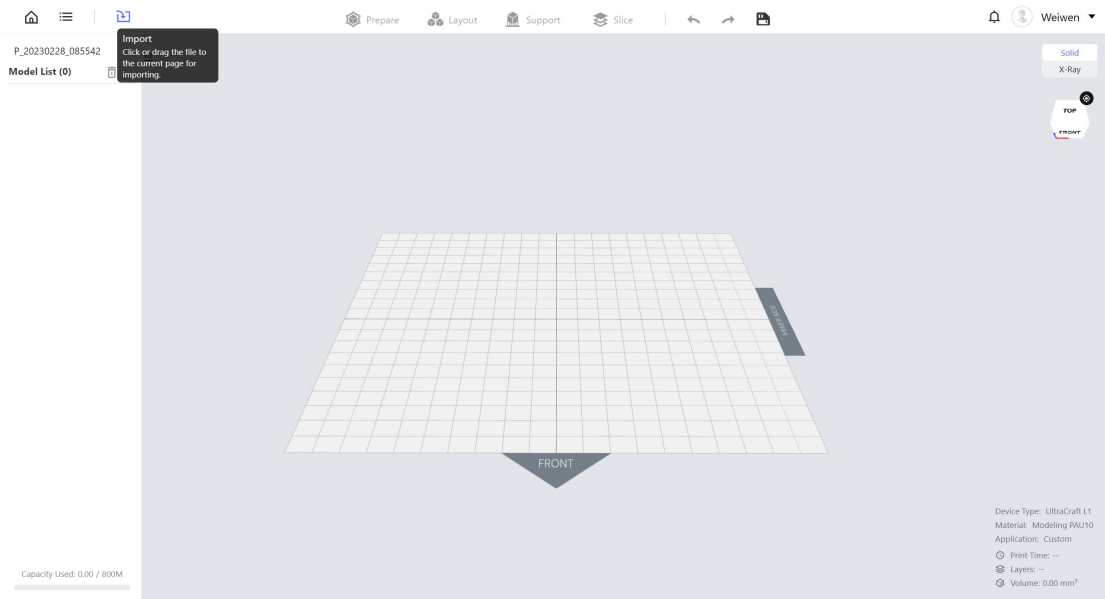 Prepare
Layout
Support
Slice
Weiwen
Import
Click or drag the file to
the current page for
importing.
P_20230228_085542
Model List (0)
Solid
X-Ray
TOP
FRONT
FRONT
Device Type: UltraCraft L1
Material: Modeling PAU10
Application: Custom
Print Time: --
Layers: --
Volume: 0.00 mm³
Capacity Used: 0.00 / 800M